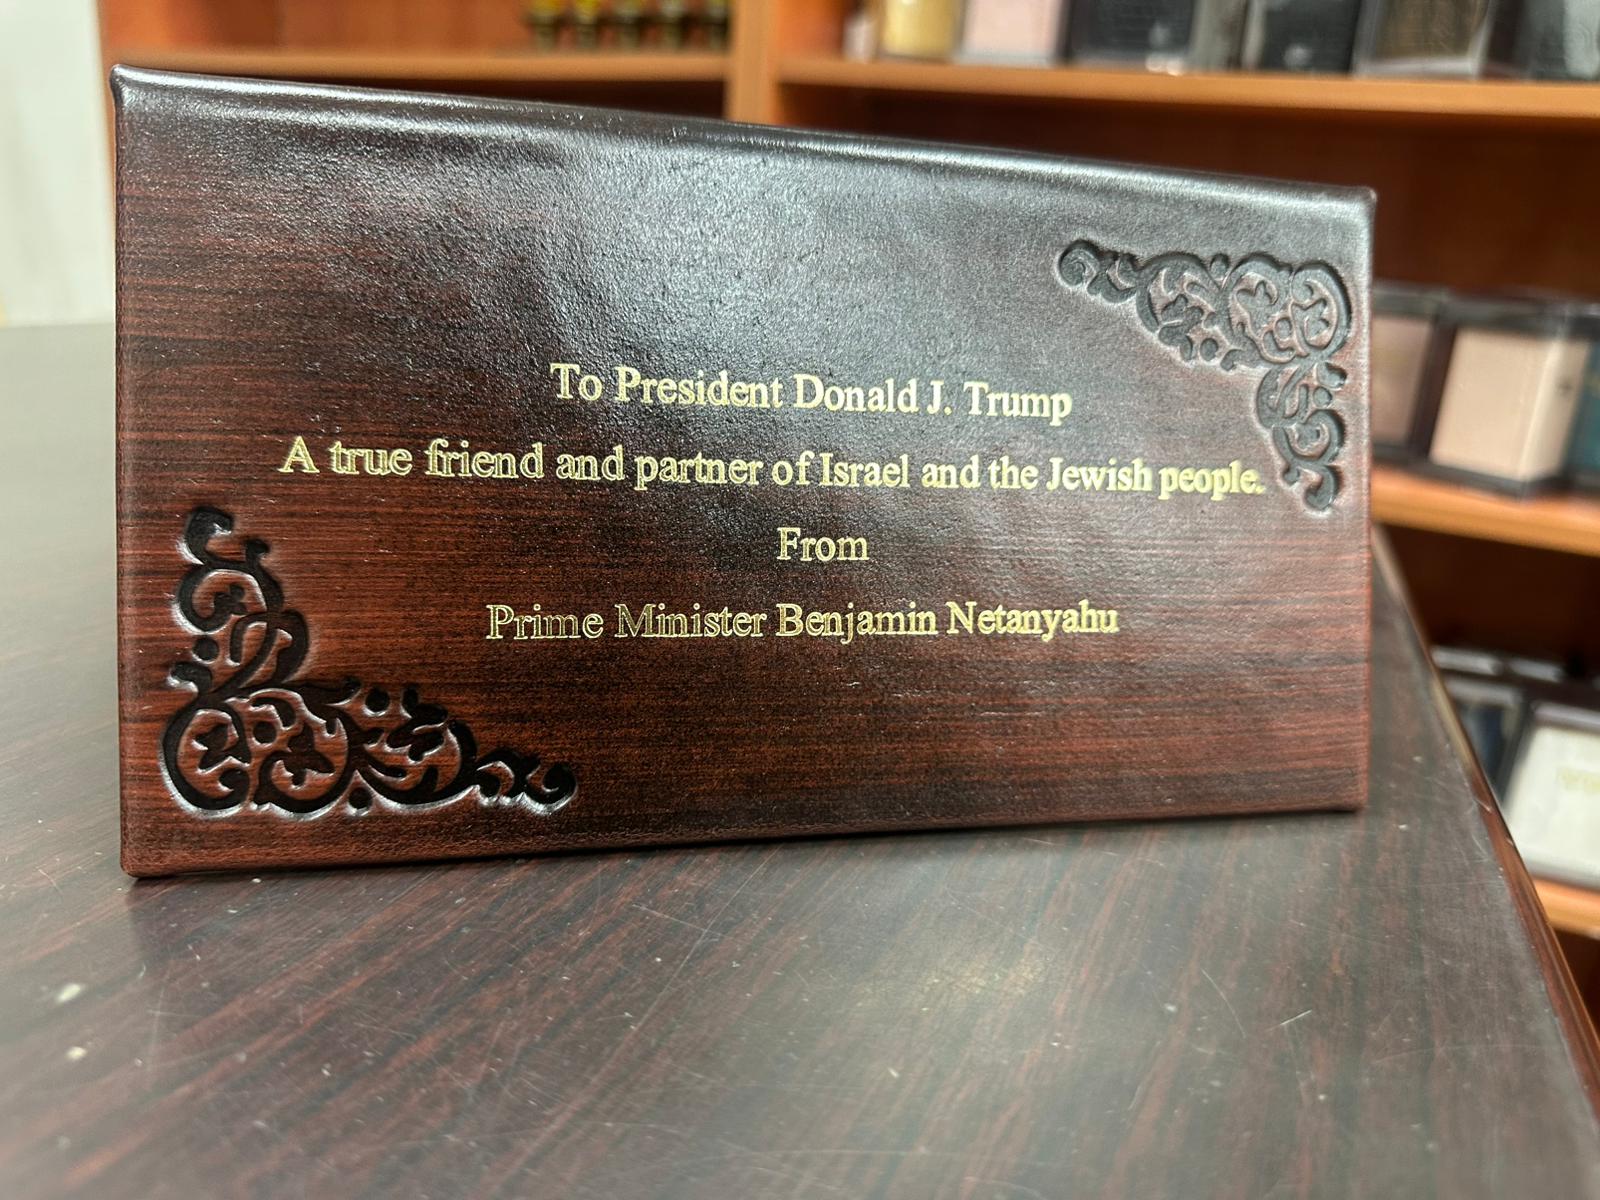 To President Donald J. Trump
A true friend and partner of Israel and the Jewish people.
From
Prime Minister Benjamin Netanyahu